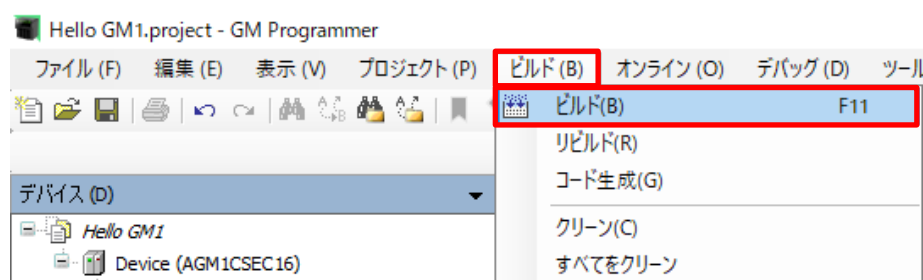 Hello GM1.project - GM Programmer
ファイル (F) 編集 (E) 表示 (V) プロジェクト (P) ビルド (B) オンライン (O) デバッグ (D) ツール
ビルド(B) F11
リビルド(R)
コード生成(G)
デバイス (D)
クリーン(C)
Hello GM1
Device (AGM1CSEC16)
すべてをクリーン